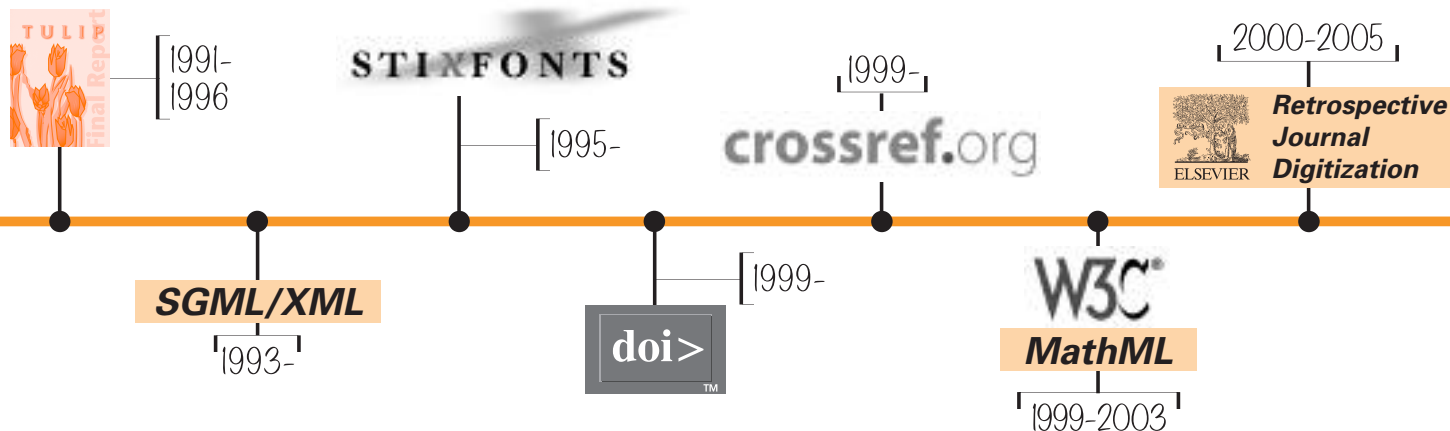 TULIP
Final Report
1991-
1996
SGML/XML
1993-
STIXFONTS
1995-
doi>
TM
1999-
1999-
crossref.org
W3C®
MathML
1999-2003
2000-2005
ELSEVIER
Retrospective
Journal
Digitization